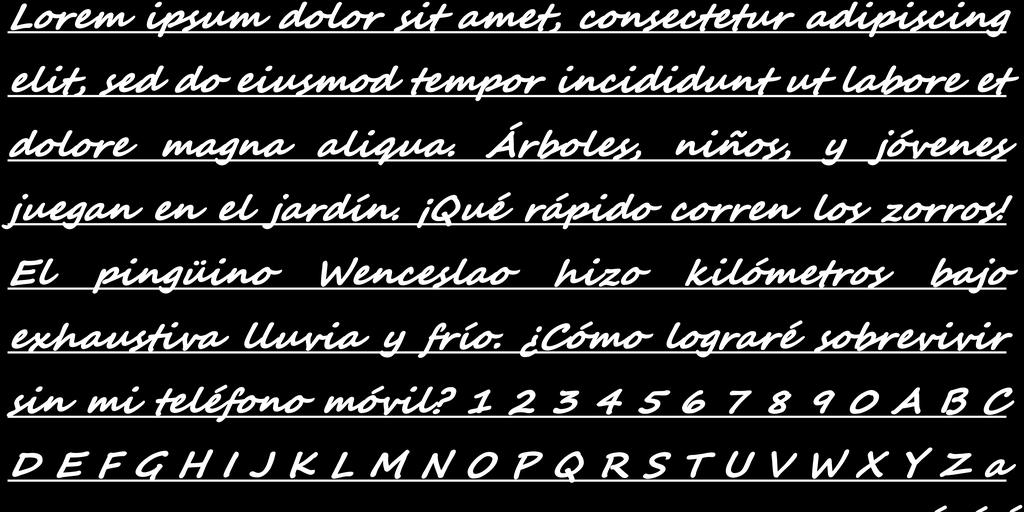 Lorem ipsum dolor sit amet, consectetur adipiscing
elit, sed do eiusmod tempor incididunt ut labore et
dolore magna aliqua. Árboles, niños, y jóvenes
juegan en el jardín. ¡Qué rápido corren los zorros!
El pingüino Wenceslao hizo kilómetros bajo
exhaustiva lluvia y frío. ¿Cómo lograré sobrevivir
sin mi teléfono móvil? 1 2 3 4 5 6 7 8 9 0 A B C
D E F G H I J K L M N O P Q R S T U V W X Y Z a